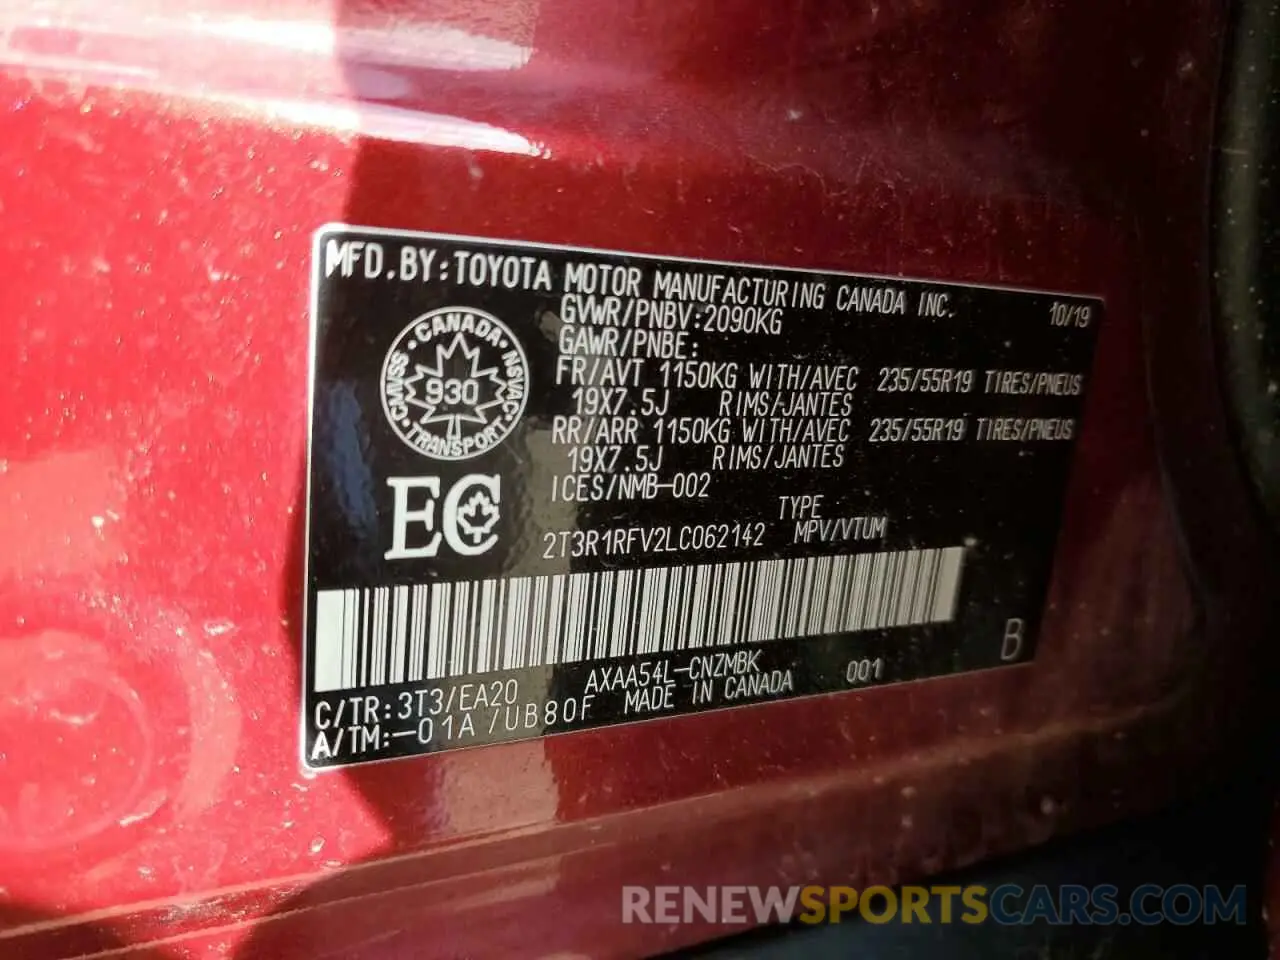 MFD.BY:TOYOTA MOTOR MANUFACTURING CANADA INC. 10/19
GVWR/PNBV:2090KG
GAWR/PNBE:
FR/AVT 1150KG WITH/AVEC 235/55R19 TIRES/PNEUS
19X7.5J RIMS/JANTES
RR/ARR 1150KG WITH/AVEC 235/55R19 TIRES/PNEUS
19X7.5J RIMS/JANTES
ICES/NMB-002
CANADA · NSVAC · TRANSPORT · CMVSS
930
EC
TYPE
2T3R1RFV2LC062142 MPV/VTUM
B
C/TR:3T3/EA20 AXAA54L-CNZMBK 001
A/TM:-01A /UB80F MADE IN CANADA
RENEWSPORTSCARS.COM